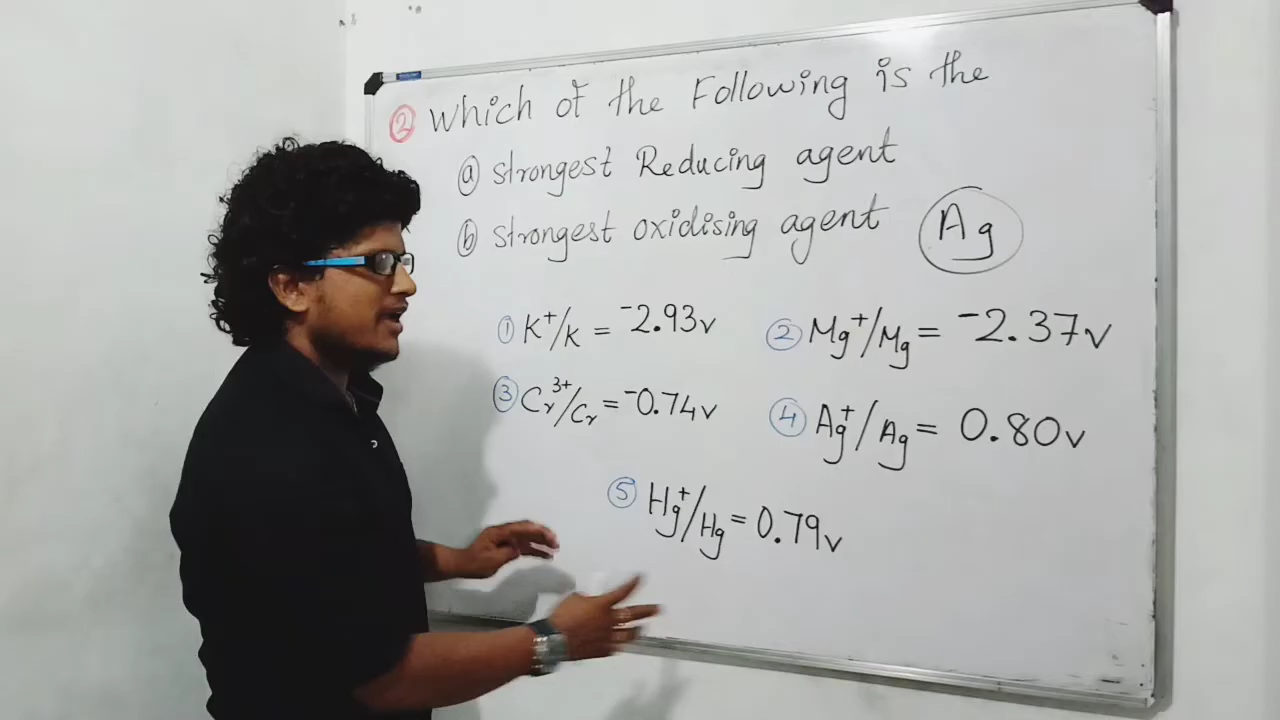 ② Which of the Following is the
ⓐ strongest Reducing agent
ⓑ strongest oxidising agent Ag
① K⁺/K = -2.93v ② Mg⁺/Mg = -2.37v
③ Cr³⁺/Cr = -0.74v ④ Ag⁺/Ag = 0.80v
⑤ Hg⁺/Hg = 0.79v